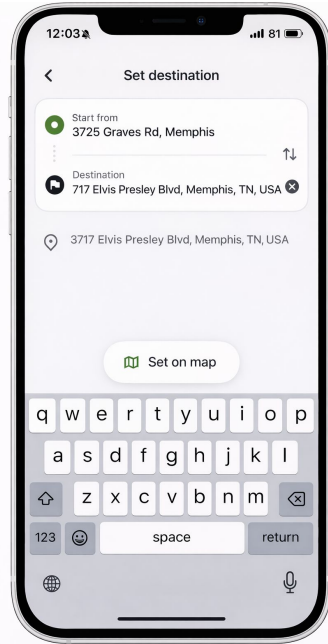 12:03
81
Set destination
Start from
3725 Graves Rd, Memphis
Destination
717 Elvis Presley Blvd, Memphis, TN, USA
3717 Elvis Presley Blvd, Memphis, TN, USA
Set on map
q w e r t y u i o p
a s d f g h j k l
z x c v b n m
123 space return